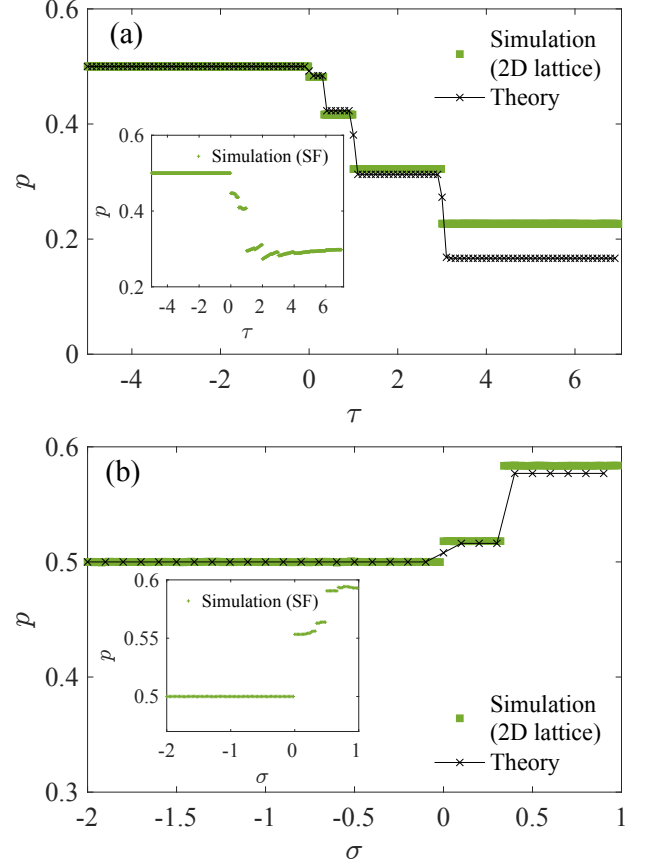 (a)
0.6
0.4
0.2
0
p
Simulation
(2D lattice)
Theory
0.6
0.4
0.2
p
Simulation (SF)
-4 -2 0 2 4 6
τ
-4 -2 0 2 4 6
τ
(b)
0.6
0.5
0.4
0.3
p
0.6
0.55
0.5
p
Simulation (SF)
-2 -1 0 1
σ
Simulation
(2D lattice)
Theory
-2 -1.5 -1 -0.5 0 0.5 1
σ